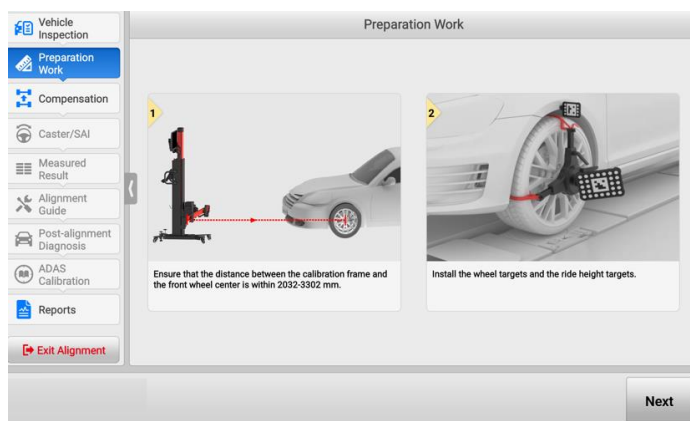 Vehicle
Inspection
Preparation
Work
Compensation
Caster/SAI
Measured
Result
Alignment
Guide
Post-alignment
Diagnosis
ADAS
Calibration
Reports
Exit Alignment
Preparation Work
1
Ensure that the distance between the calibration frame and
the front wheel center is within 2032-3302 mm.
2
Install the wheel targets and the ride height targets.
Next